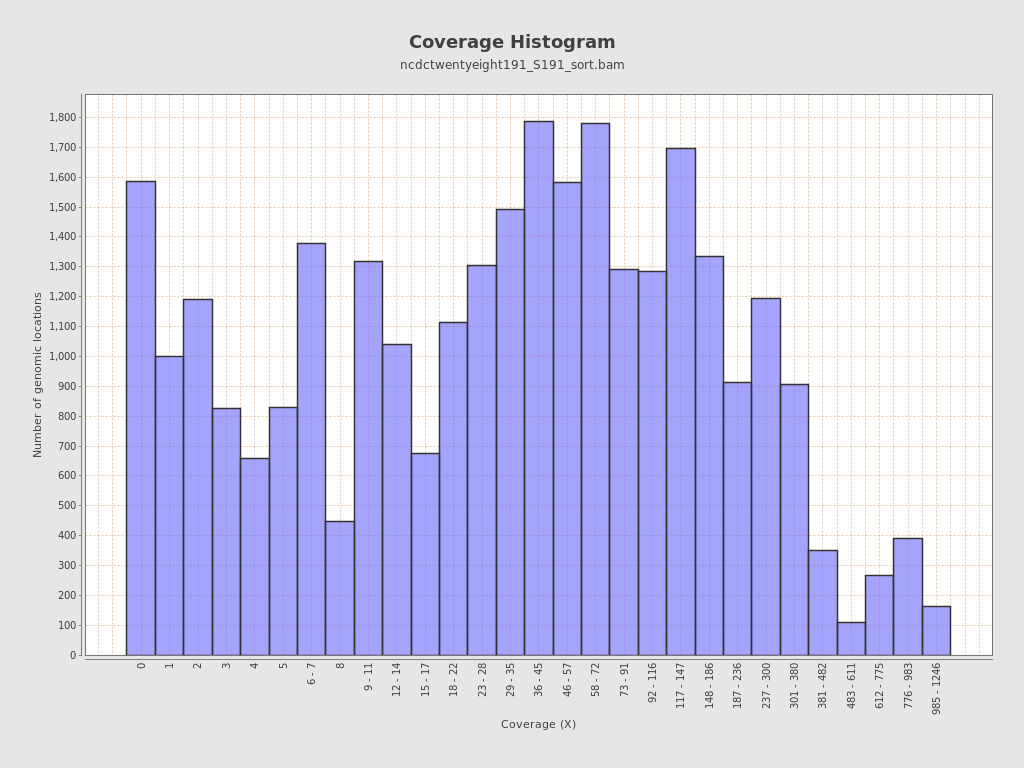 Coverage Histogram
ncdctwentyeight191_S191_sort.bam
Number of genomic locations
1,800
1,700
1,600
1,500
1,400
1,300
1,200
1,100
1,000
900
800
700
600
500
400
300
200
100
0
0
1
2
3
4
5
6 - 7
8
9 - 11
12 - 14
15 - 17
18 - 22
23 - 28
29 - 35
36 - 45
46 - 57
58 - 72
73 - 91
92 - 116
117 - 147
148 - 186
187 - 236
237 - 300
301 - 380
381 - 482
483 - 611
612 - 775
776 - 983
985 - 1246
Coverage (X)